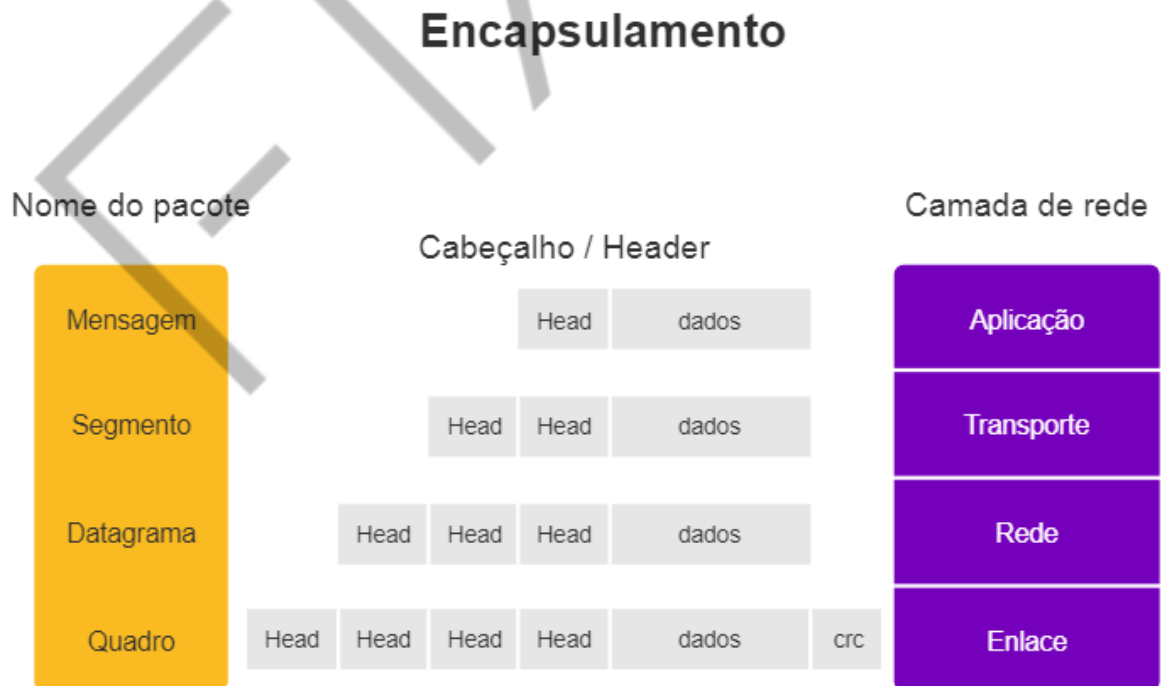 Encapsulamento
Nome do pacote
Cabeçalho / Header
Camada de rede
Mensagem
Head dados
Aplicação
Segmento
Head Head dados
Transporte
Datagrama
Head Head Head dados
Rede
Quadro
Head Head Head Head dados crc
Enlace